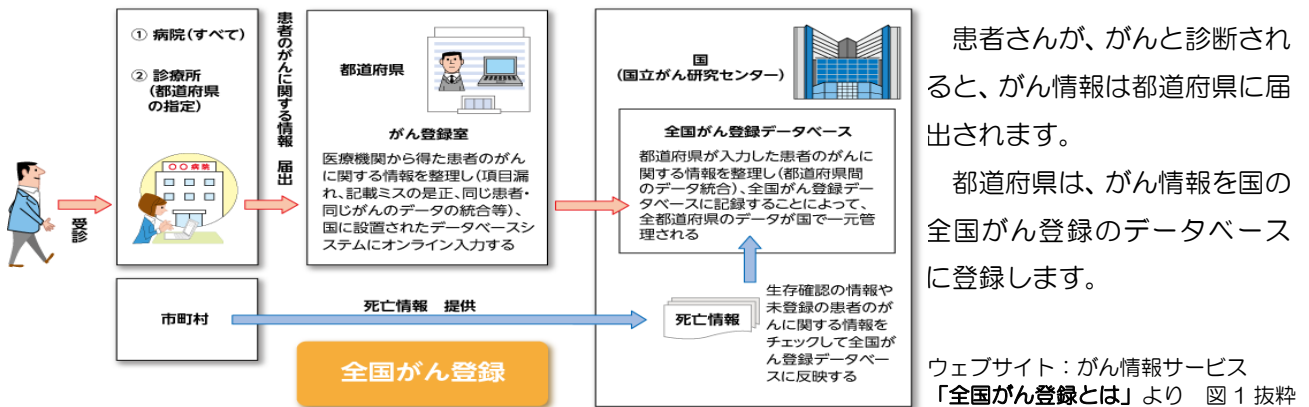 ① 病院(すべて)
② 診療所
(都道府県
の指定)
〇〇病院
受診
患者のがんに関する情報 届出
都道府県
がん登録室
医療機関から得た患者のがん
に関する情報を整理し(項目漏
れ、記載ミスの是正、同じ患者・
同じがんのデータの統合等)、
国に設置されたデータベースシ
ステムにオンライン入力する
国
(国立がん研究センター)
全国がん登録データベース
都道府県が入力した患者のがんに
関する情報を整理し(都道府県間
のデータ統合)、全国がん登録デー
タベースに記録することによって、
全都道府県のデータが国で一元管
理される
市町村
死亡情報 提供
死亡情報
生存確認の情報や
未登録の患者のが
んに関する情報を
チェックして全国が
ん登録データベー
スに反映する
全国がん登録
患者さんが、がんと診断され
ると、がん情報は都道府県に届
出されます。
都道府県は、がん情報を国の
全国がん登録のデータベース
に登録します。
ウェブサイト:がん情報サービス
「全国がん登録とは」より 図1抜粋